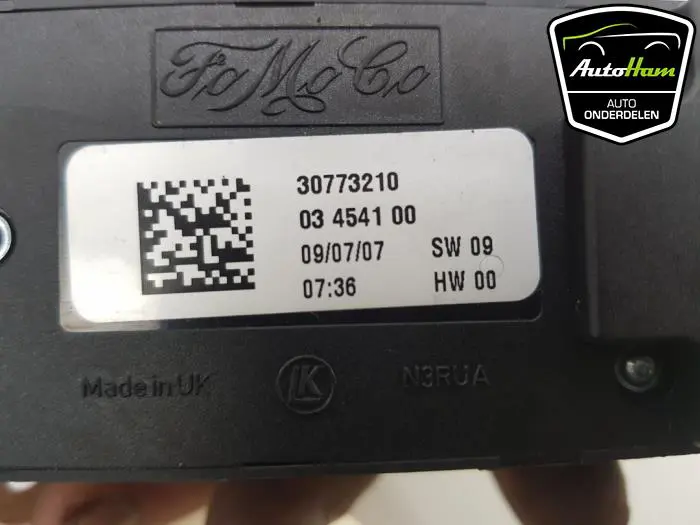 FoMoCo
AutoHam
AUTO
ONDERDELEN
30773210
03 4541 00
09/07/07 SW 09
07:36 HW 00
Made in UK LK N3RUA